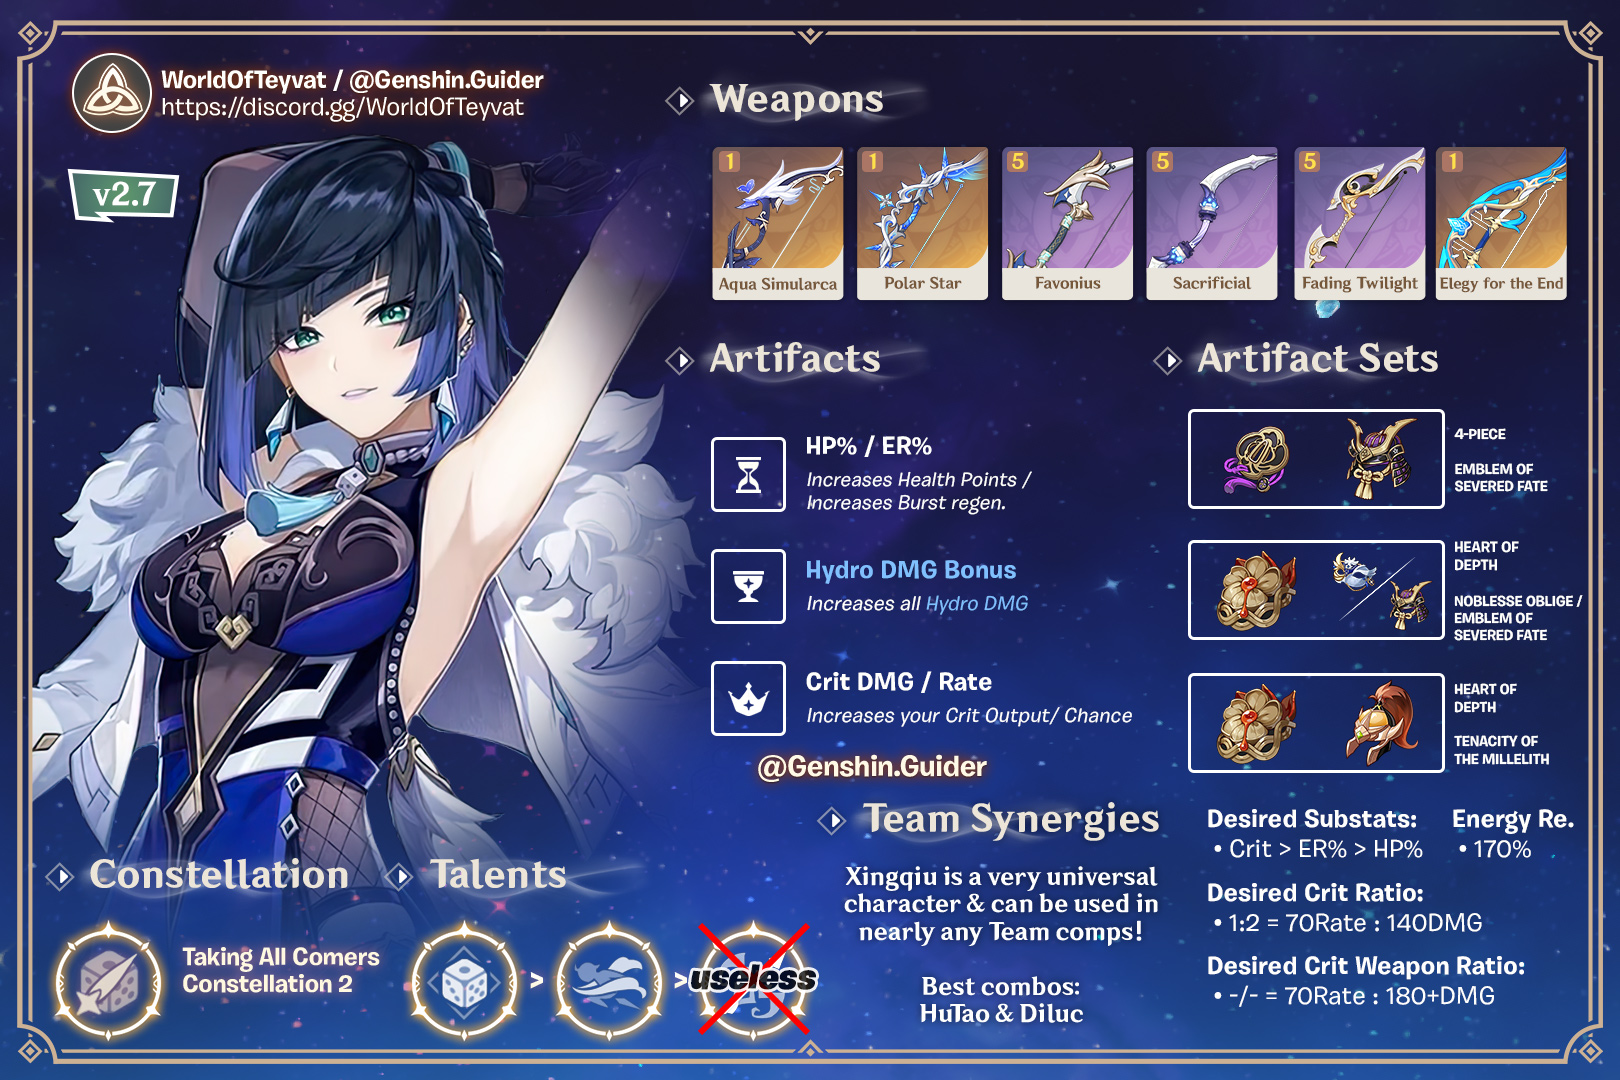 WorldOfTeyvat / @Genshin.Guider
https://discord.gg/WorldOfTeyvat
v2.7
Weapons
1
1
5
5
5
1
Aqua Simularca
Polar Star
Favonius
Sacrificial
Fading Twilight
Elegy for the End
Artifacts
HP% / ER%
Increases Health Points /
Increases Burst regen.
Hydro DMG Bonus
Increases all Hydro DMG
Crit DMG / Rate
Increases your Crit Output/ Chance
@Genshin.Guider
Artifact Sets
4-PIECE
EMBLEM OF
SEVERED FATE
HEART OF
DEPTH
NOBLESSE OBLIGE /
EMBLEM OF
SEVERED FATE
HEART OF
DEPTH
TENACITY OF
THE MILLELITH
Constellation
Taking All Comers
Constellation 2
Talents
>
>
useless
Team Synergies
Xingqiu is a very universal
character & can be used in
nearly any Team comps!
Best combos:
HuTao & Diluc
Desired Substats:
• Crit > ER% > HP%
Energy Re.
• 170%
Desired Crit Ratio:
• 1:2 = 70Rate : 140DMG
Desired Crit Weapon Ratio:
• -/- = 70Rate : 180+DMG